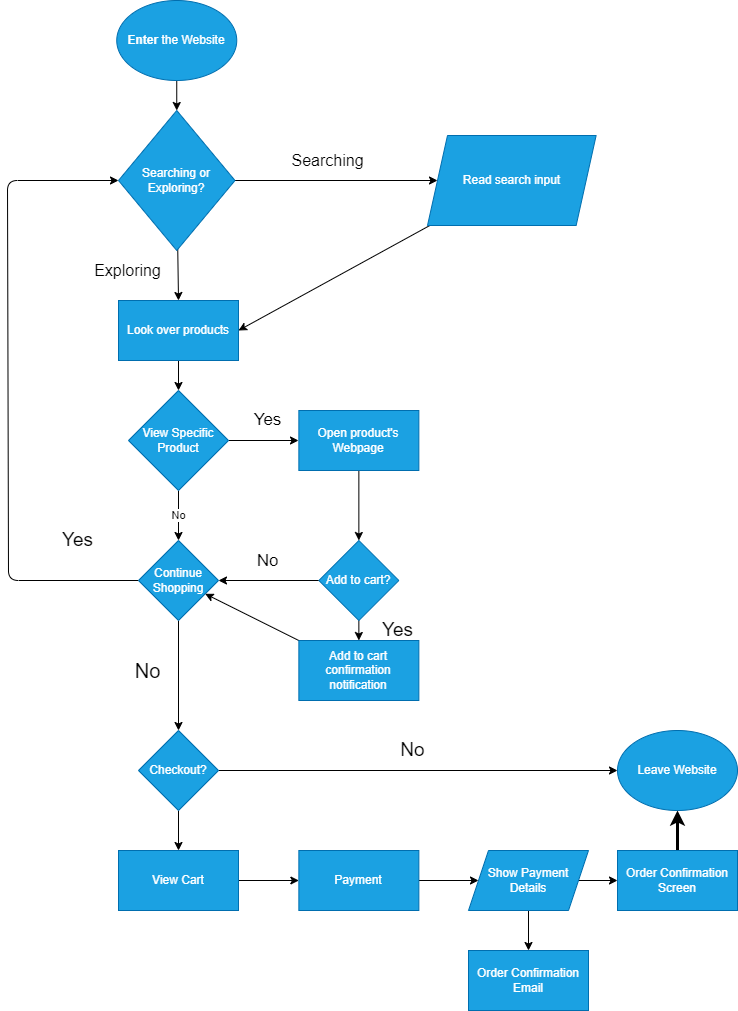 Enter the Website
Searching or
Exploring?
Searching
Read search input
Exploring
Look over products
View Specific
Product
Yes
Open product's
Webpage
No
Yes
Continue
Shopping
No
Add to cart?
Yes
Add to cart
confirmation
notification
No
Checkout?
No
Leave Website
View Cart
Payment
Show Payment
Details
Order Confirmation
Screen
Order Confirmation
Email